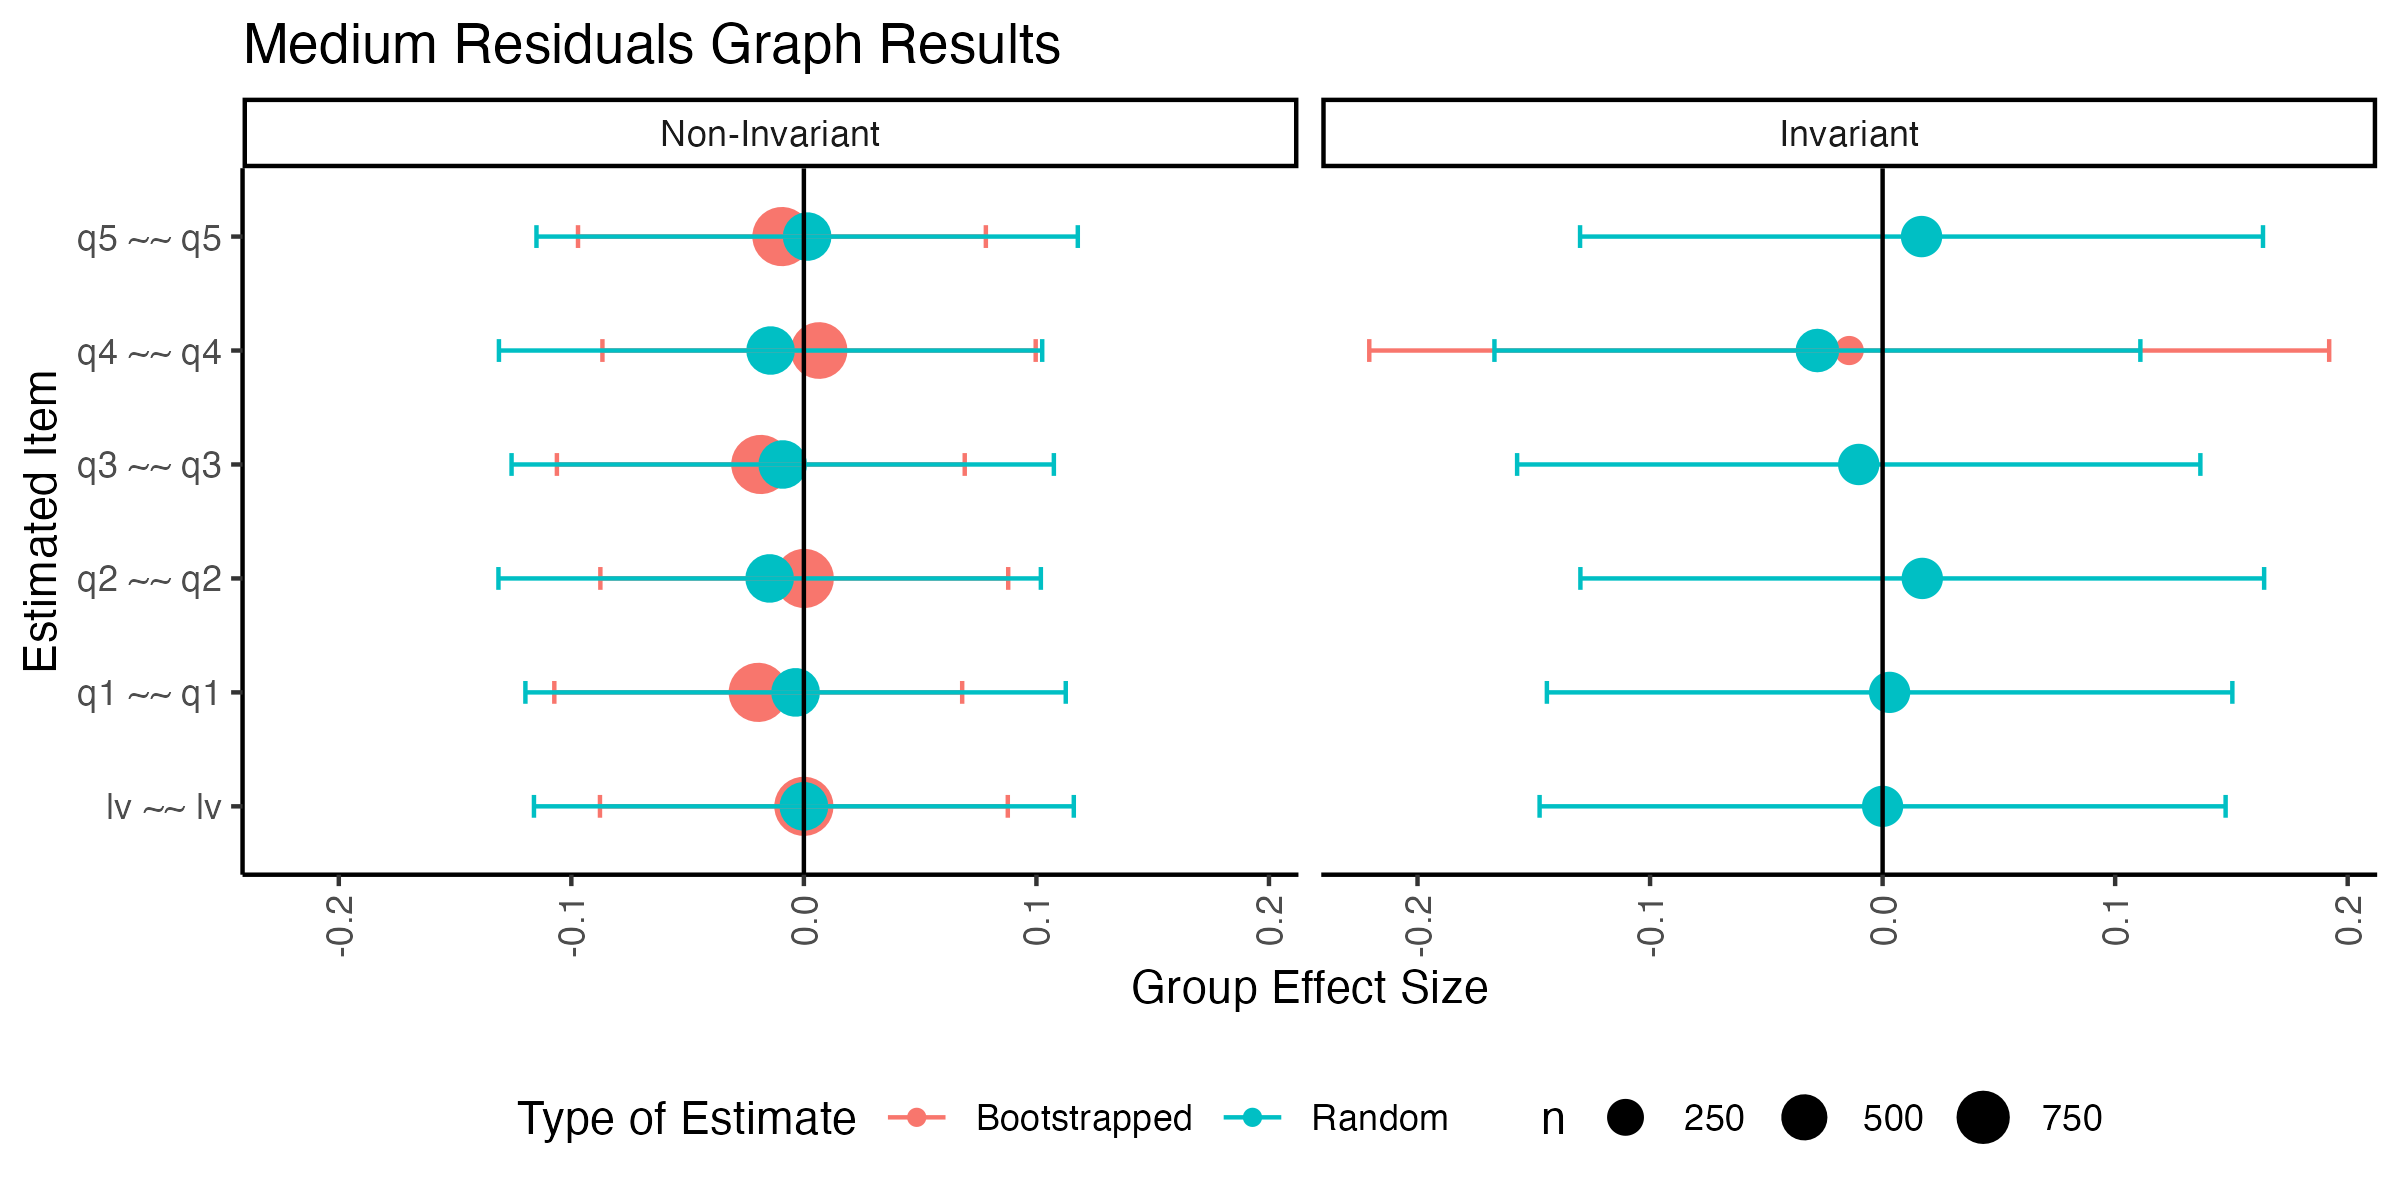 Medium Residuals Graph Results
Non-Invariant
Invariant
Estimated Item
q5 ~~ q5
q4 ~~ q4
q3 ~~ q3
q2 ~~ q2
q1 ~~ q1
lv ~~ lv
-0.2 -0.1 0.0 0.1 0.2
-0.2 -0.1 0.0 0.1 0.2
Group Effect Size
Type of Estimate Bootstrapped Random n 250 500 750